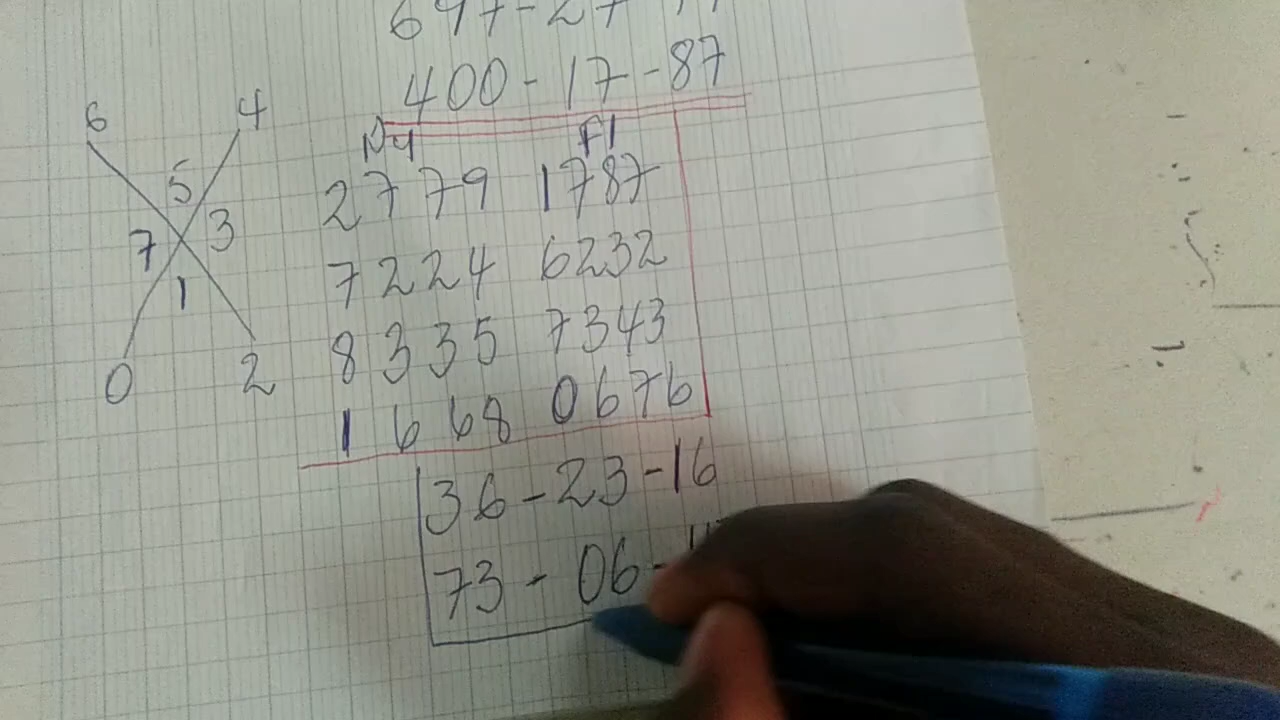 400 - 17 - 87
N4 F1
6 4
5
7 3
1
0 2
2779 1787
7224 6232
8335 7343
1668 0676
36 - 23 - 16
73 - 06 -